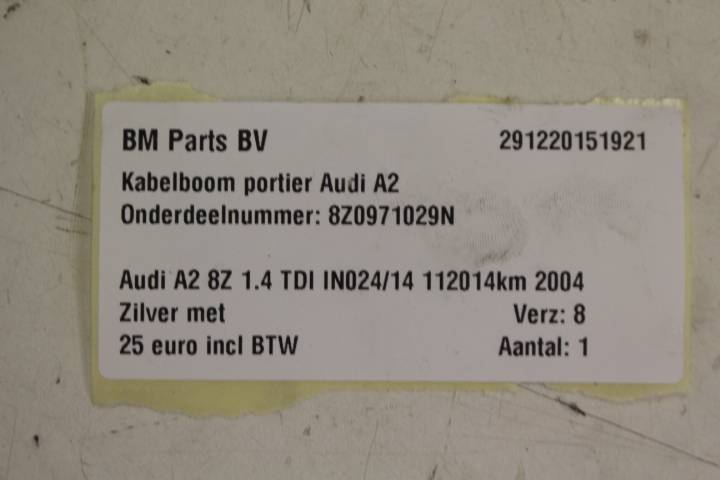 BM Parts BV 291220151921
Kabelboom portier Audi A2
Onderdeelnummer: 8Z0971029N
Audi A2 8Z 1.4 TDI IN024/14 112014km 2004
Zilver met Verz: 8
25 euro incl BTW Aantal: 1